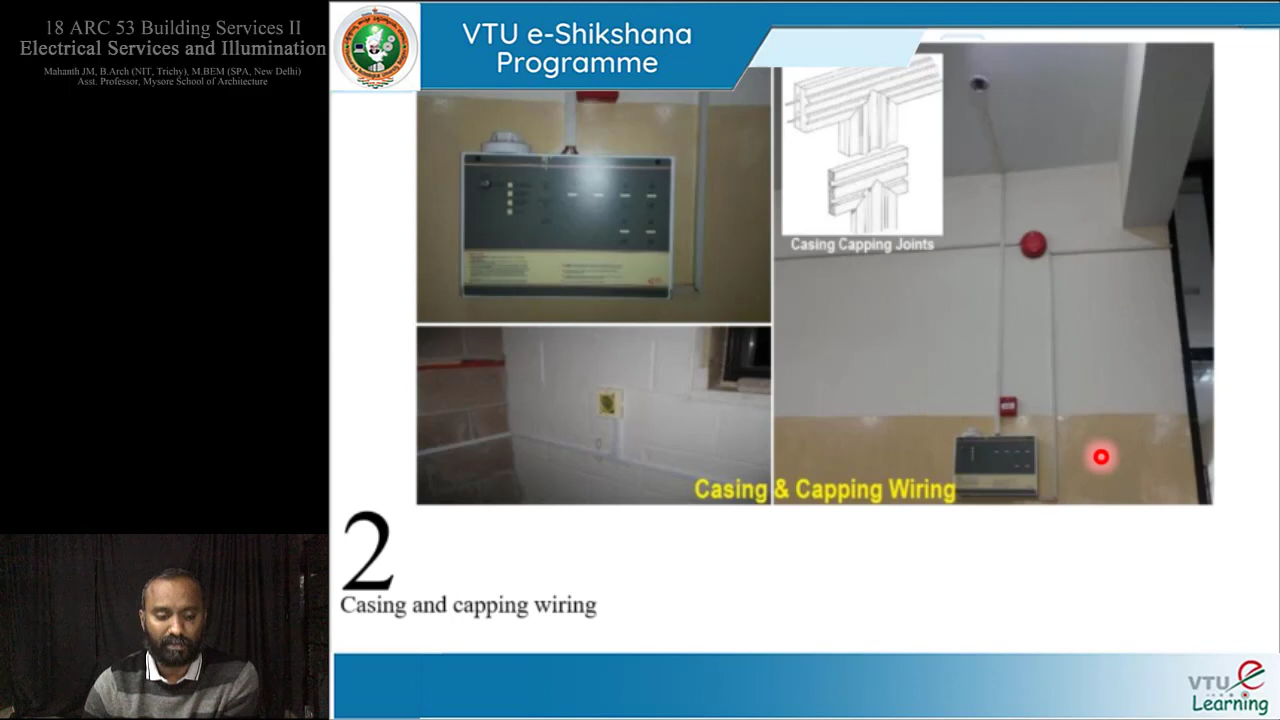 18 ARC 53 Building Services II
Electrical Services and Illumination
Mahanth JM, B.Arch (NIT, Trichy), M.BEM (SPA, New Delhi)
Asst. Professor, Mysore School of Architecture
VTU e-Shikshana
Programme
Casing Capping Joints
Casing & Capping Wiring
2
Casing and capping wiring
VTU e
Learning